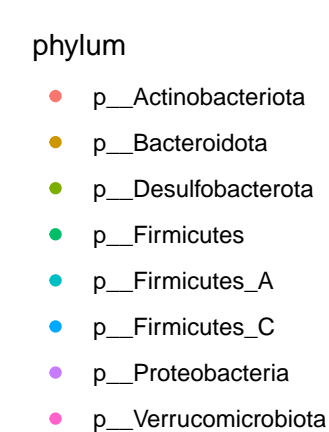 phylum
p__Actinobacteriota
p__Bacteroidota
p__Desulfobacterota
p__Firmicutes
p__Firmicutes_A
p__Firmicutes_C
p__Proteobacteria
p__Verrucomicrobiota